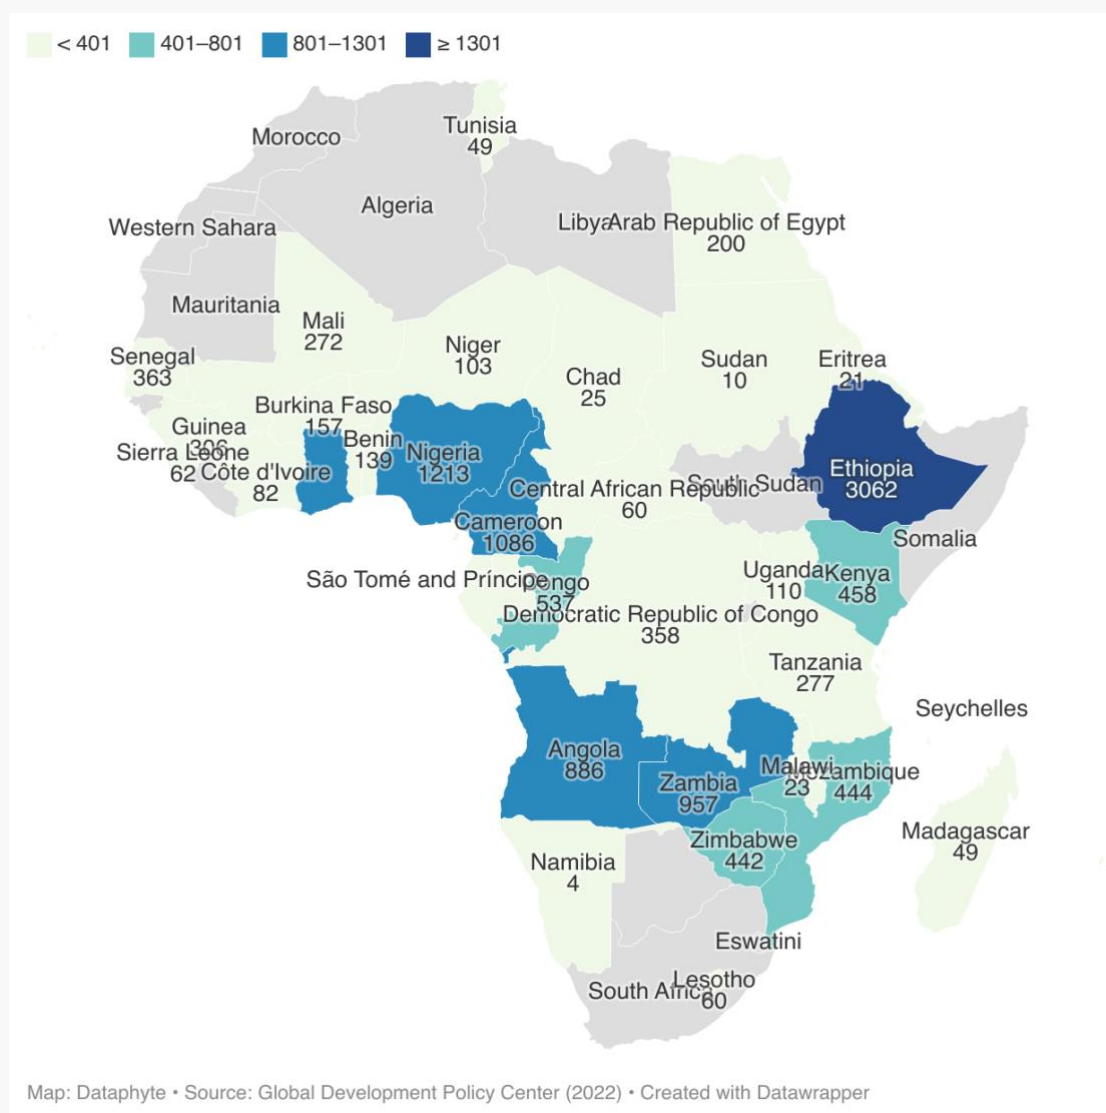 < 401 401–801 801–1301 ≥ 1301
Tunisia
49
Morocco
Algeria
Libya
Arab Republic of Egypt
200
Western Sahara
Mauritania
Mali
272
Niger
103
Chad
25
Sudan
10
Eritrea
21
Senegal
363
Burkina Faso
157
Guinea
306
Sierra Leone
62
Côte d'Ivoire
82
Benin
139
Nigeria
1213
Ethiopia
3062
South Sudan
Central African Republic
60
Cameroon
1086
Somalia
São Tomé and Príncipe
Congo
537
Uganda
110
Kenya
458
Democratic Republic of Congo
358
Tanzania
277
Seychelles
Angola
886
Zambia
957
Malawi
23
Mozambique
444
Zimbabwe
442
Madagascar
49
Namibia
4
Eswatini
Lesotho
60
South Africa
Map: Dataphyte • Source: Global Development Policy Center (2022) • Created with Datawrapper